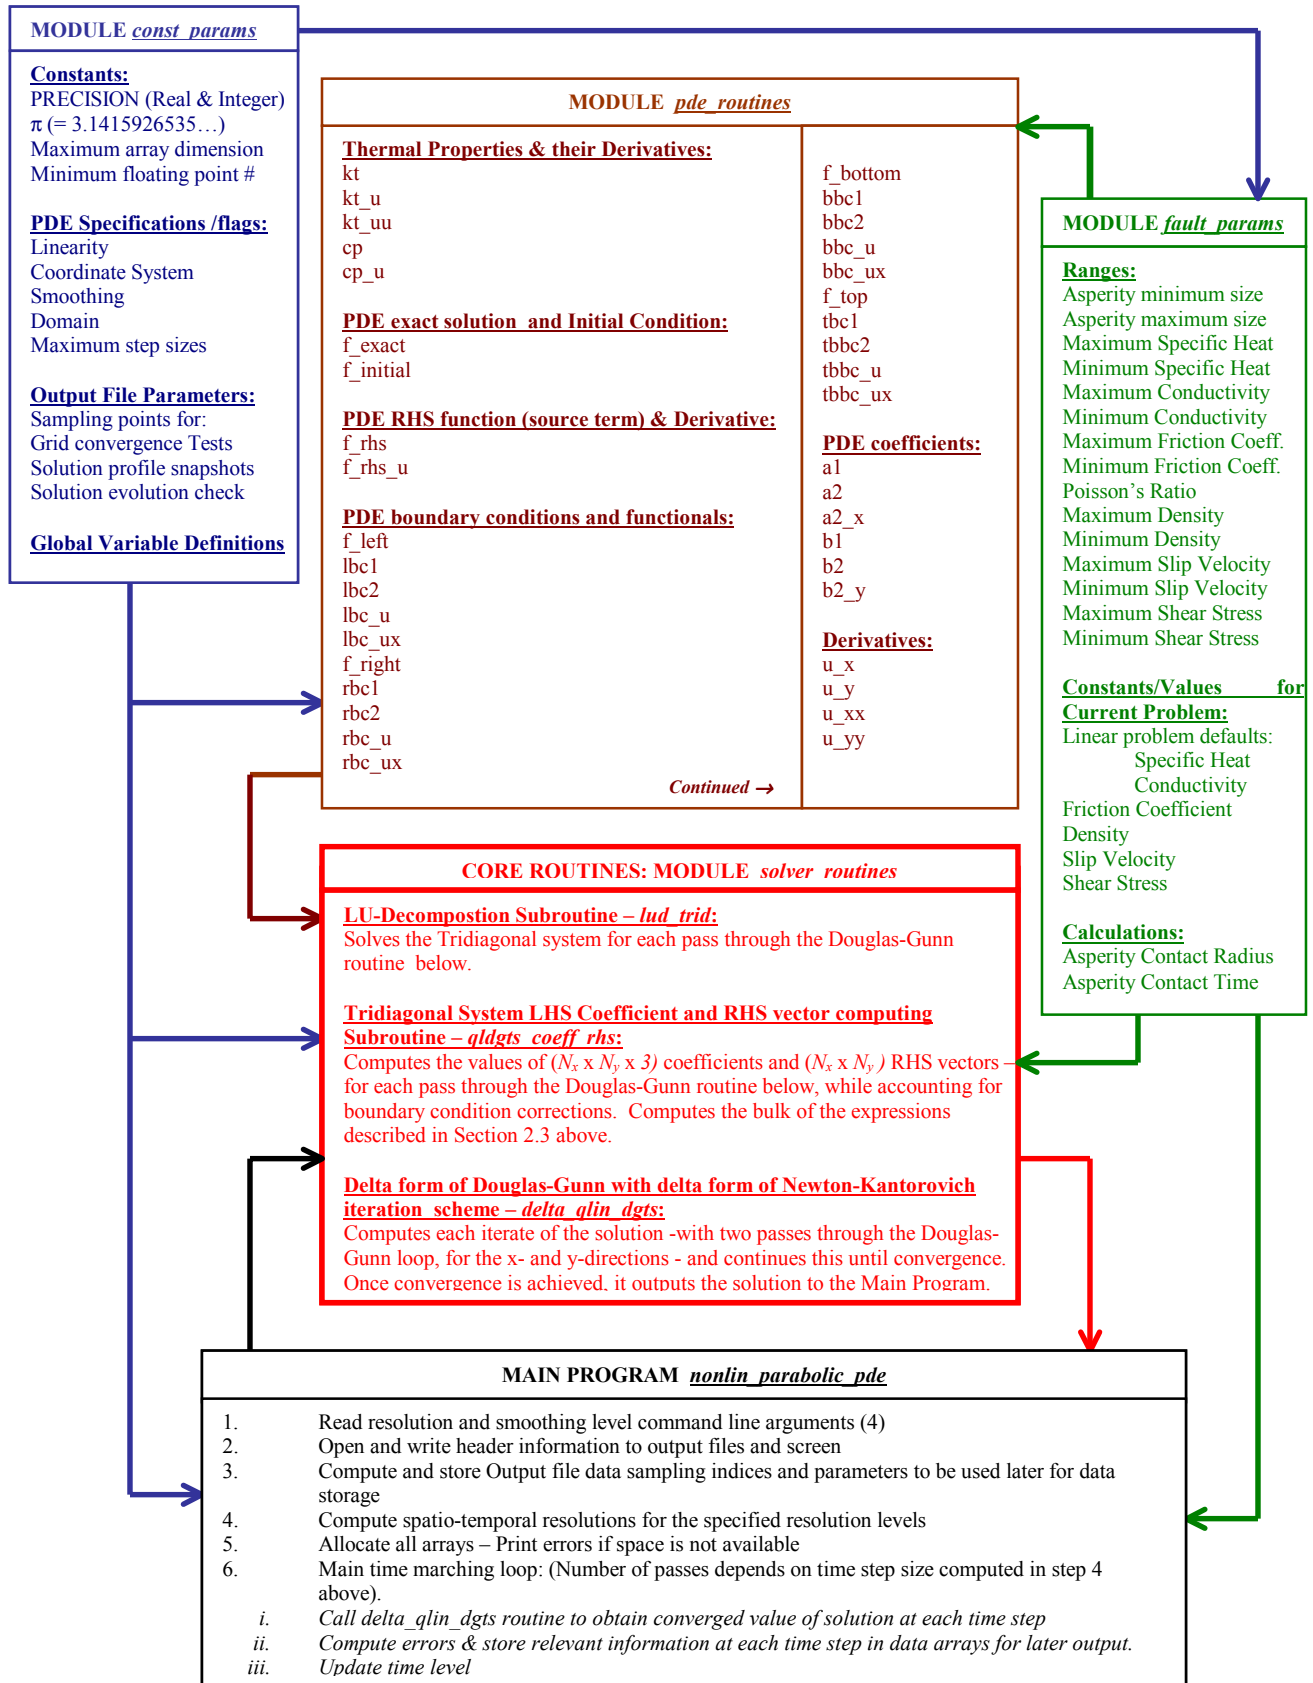 MODULE const_params
Constants:
PRECISION (Real & Integer)
π (= 3.1415926535…)
Maximum array dimension
Minimum floating point #
PDE Specifications /flags:
Linearity
Coordinate System
Smoothing
Domain
Maximum step sizes
Output File Parameters:
Sampling points for:
Grid convergence Tests
Solution profile snapshots
Solution evolution check
Global Variable Definitions
MODULE pde_routines
Thermal Properties & their Derivatives:
kt
kt_u
kt_uu
cp
cp_u
PDE exact solution and Initial Condition:
f_exact
f_initial
PDE RHS function (source term) & Derivative:
f_rhs
f_rhs_u
PDE boundary conditions and functionals:
f_left
lbc1
lbc2
lbc_u
lbc_ux
f_right
rbc1
rbc2
rbc_u
rbc_ux
Continued →
f_bottom
bbc1
bbc2
bbc_u
bbc_ux
f_top
tbc1
tbbc2
tbbc_u
tbbc_ux
PDE coefficients:
a1
a2
a2_x
b1
b2
b2_y
Derivatives:
u_x
u_y
u_xx
u_yy
MODULE fault_params
Ranges:
Asperity minimum size
Asperity maximum size
Maximum Specific Heat
Minimum Specific Heat
Maximum Conductivity
Minimum Conductivity
Maximum Friction Coeff.
Minimum Friction Coeff.
Poisson's Ratio
Maximum Density
Minimum Density
Maximum Slip Velocity
Minimum Slip Velocity
Maximum Shear Stress
Minimum Shear Stress
Constants/Values for
Current Problem:
Linear problem defaults:
Specific Heat
Conductivity
Friction Coefficient
Density
Slip Velocity
Shear Stress
Calculations:
Asperity Contact Radius
Asperity Contact Time
CORE ROUTINES: MODULE solver_routines
LU-Decompostion Subroutine – lud_trid:
Solves the Tridiagonal system for each pass through the Douglas-Gunn
routine below.
Tridiagonal System LHS Coefficient and RHS vector computing
Subroutine – qldgts_coeff_rhs:
Computes the values of (Nx x Ny x 3) coefficients and (Nx x Ny ) RHS vectors –
for each pass through the Douglas-Gunn routine below, while accounting for
boundary condition corrections. Computes the bulk of the expressions
described in Section 2.3 above.
Delta form of Douglas-Gunn with delta form of Newton-Kantorovich
iteration scheme – delta_qlin_dgts:
Computes each iterate of the solution -with two passes through the Douglas-
Gunn loop, for the x- and y-directions - and continues this until convergence.
Once convergence is achieved, it outputs the solution to the Main Program.
MAIN PROGRAM nonlin_parabolic_pde
1. Read resolution and smoothing level command line arguments (4)
2. Open and write header information to output files and screen
3. Compute and store Output file data sampling indices and parameters to be used later for data
storage
4. Compute spatio-temporal resolutions for the specified resolution levels
5. Allocate all arrays – Print errors if space is not available
6. Main time marching loop: (Number of passes depends on time step size computed in step 4
above).
i. Call delta_qlin_dgts routine to obtain converged value of solution at each time step
ii. Compute errors & store relevant information at each time step in data arrays for later output.
iii. Update time level